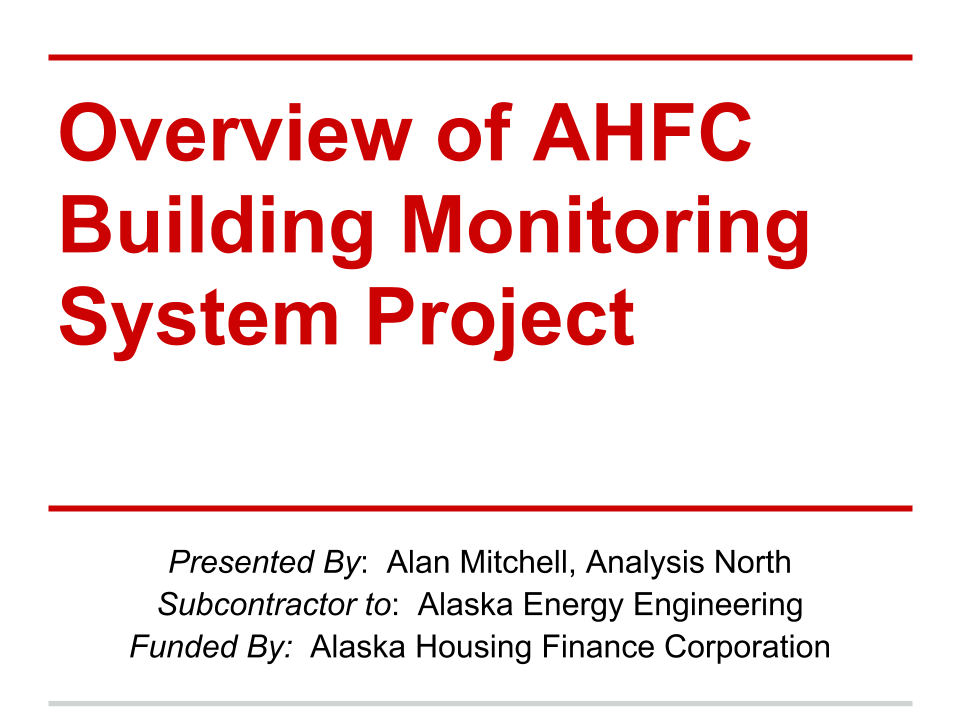 Overview of AHFC
Building Monitoring
System Project
Presented By:  Alan Mitchell, Analysis North
Subcontractor to:  Alaska Energy Engineering
Funded By:  Alaska Housing Finance Corporation